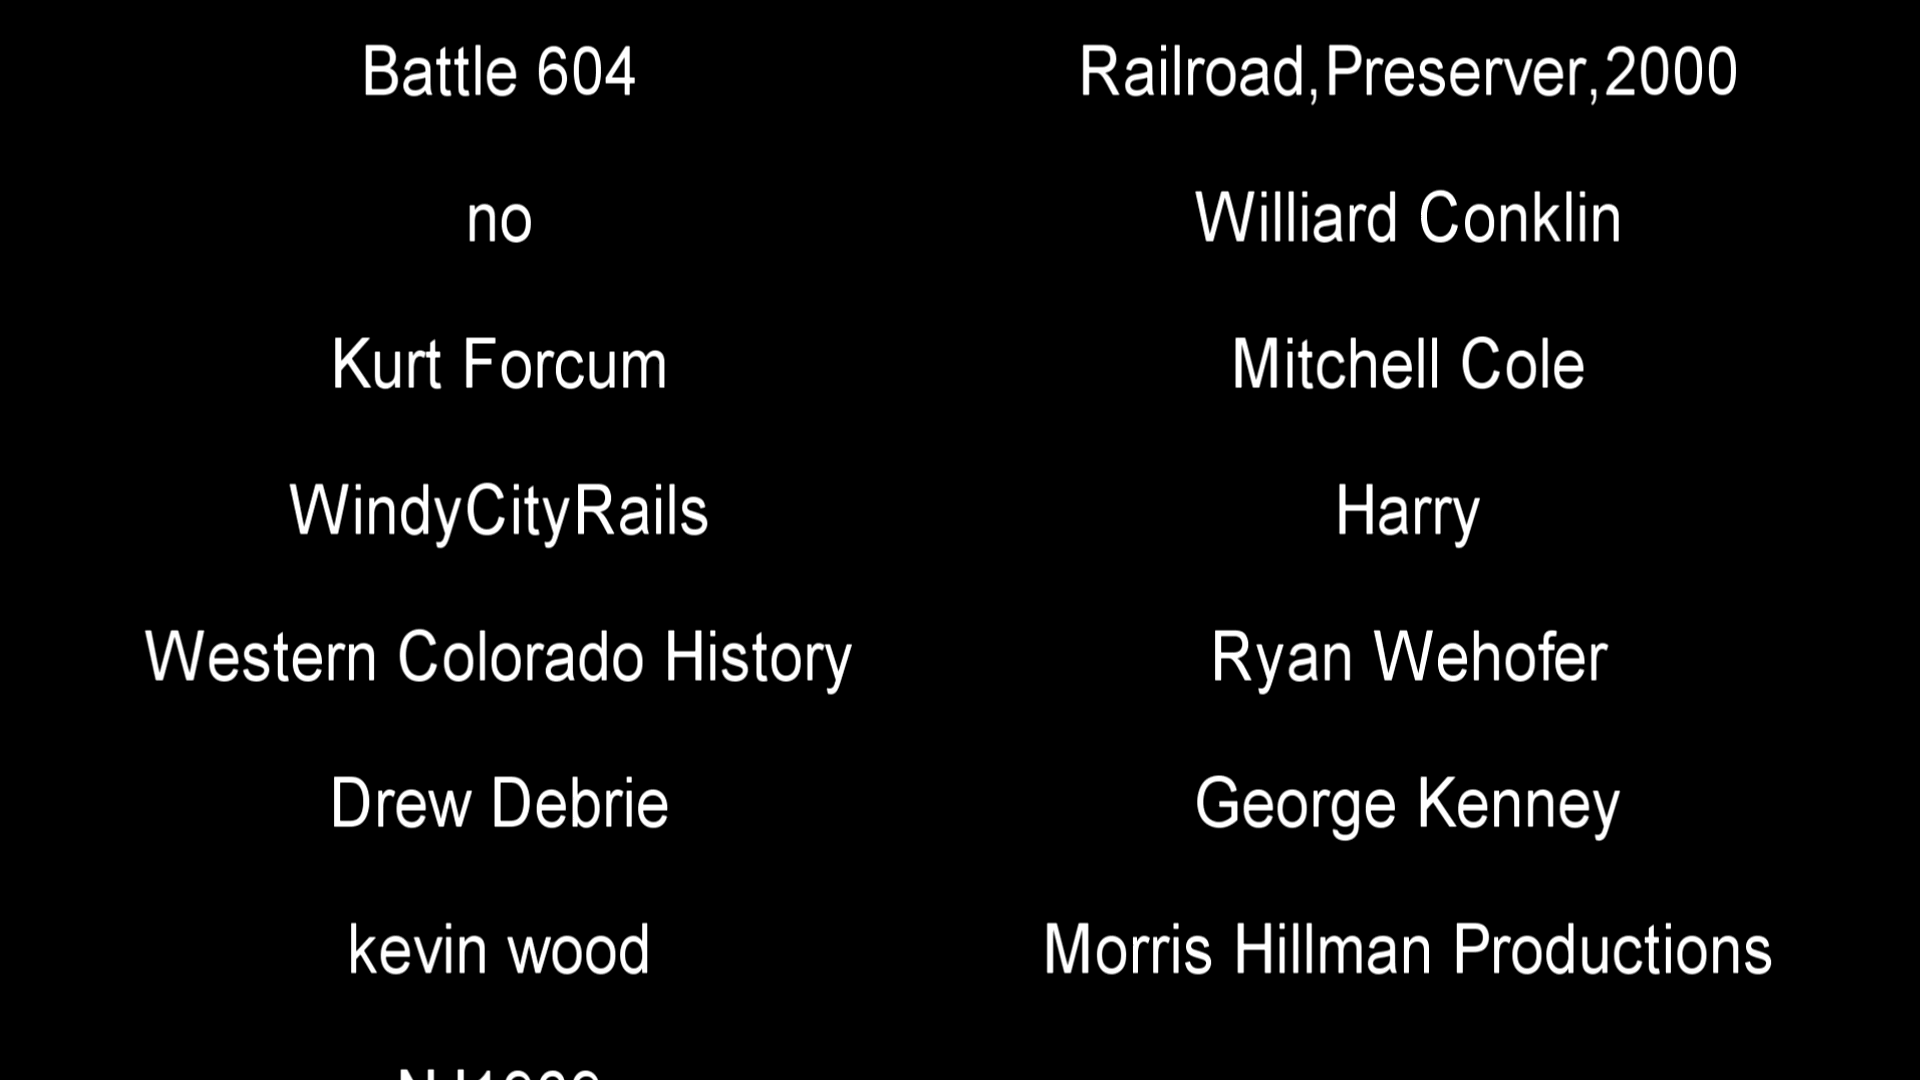 Battle 604
Railroad,Preserver,2000
no
Williard Conklin
Kurt Forcum
Mitchell Cole
WindyCityRails
Harry
Western Colorado History
Ryan Wehofer
Drew Debrie
George Kenney
kevin wood
Morris Hillman Productions